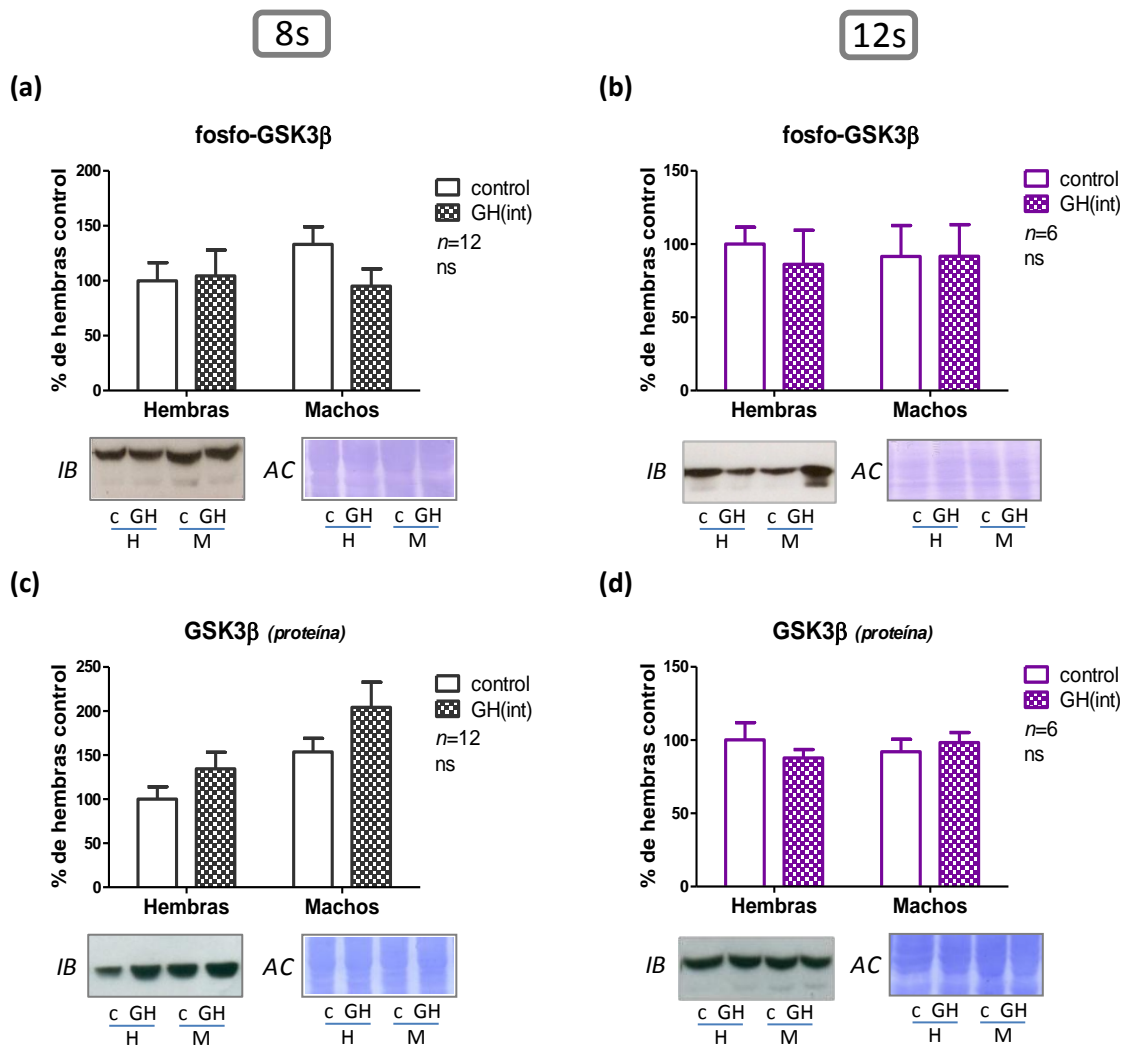 8s
12s
(a)
fosfo-GSK3β
% de hembras control
200
150
100
50
0
Hembras
Machos
control
GH(int)
n=12
ns
IB
AC
c GH c GH
H M
c GH c GH
H M
(b)
fosfo-GSK3β
% de hembras control
150
100
50
0
Hembras
Machos
control
GH(int)
n=6
ns
IB
AC
c GH c GH
H M
c GH c GH
H M
(c)
GSK3β (proteína)
% de hembras control
250
200
150
100
50
0
Hembras
Machos
control
GH(int)
n=12
ns
IB
AC
c GH c GH
H M
c GH c GH
H M
(d)
GSK3β (proteína)
% de hembras control
150
100
50
0
Hembras
Machos
control
GH(int)
n=6
ns
IB
AC
c GH c GH
H M
c GH c GH
H M